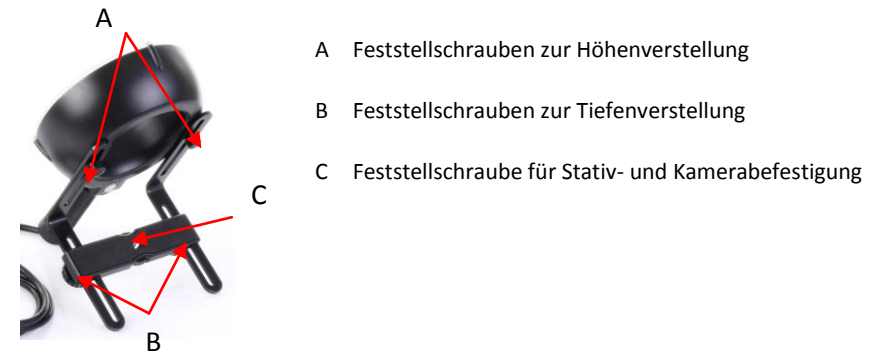 A
A Feststellschrauben zur Höhenverstellung
B Feststellschrauben zur Tiefenverstellung
C Feststellschraube für Stativ- und Kamerabefestigung
C
B